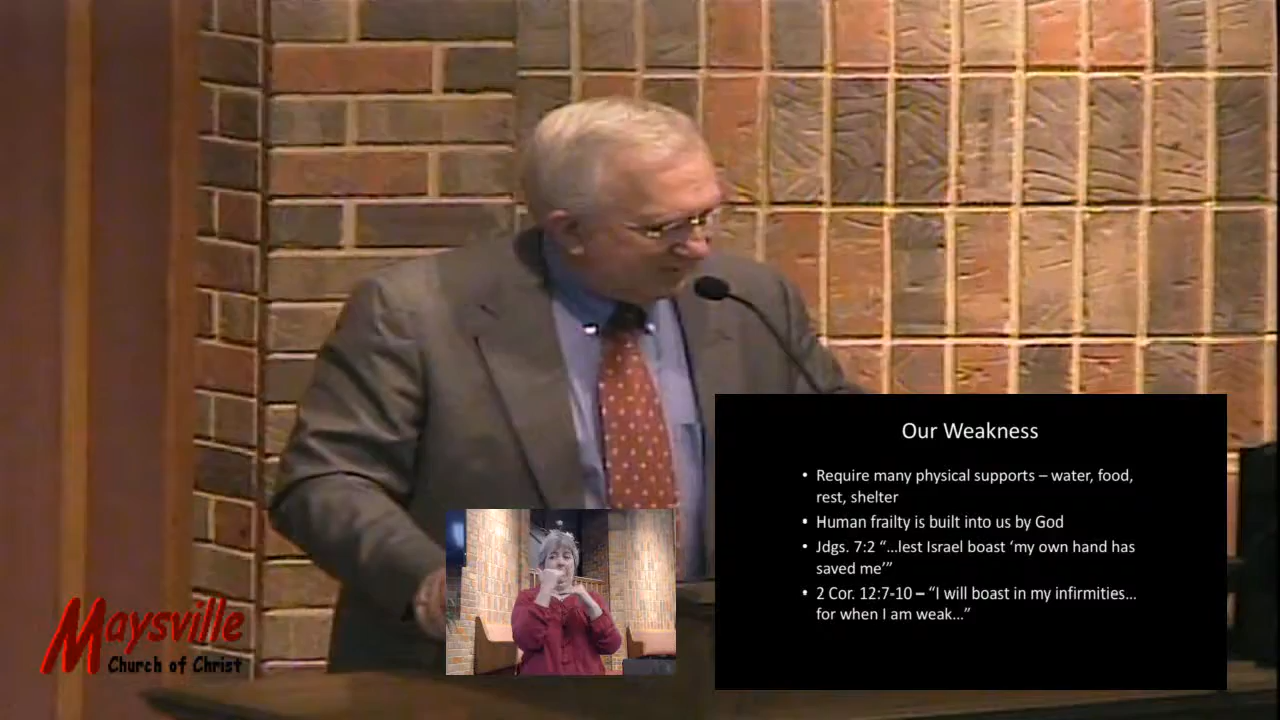 Our Weakness
• Require many physical supports – water, food,
rest, shelter
• Human frailty is built into us by God
• Jdgs. 7:2 “...lest Israel boast ‘my own hand has
saved me’”
• 2 Cor. 12:7-10 – “I will boast in my infirmities...
for when I am weak...”
Maysville
Church of Christ